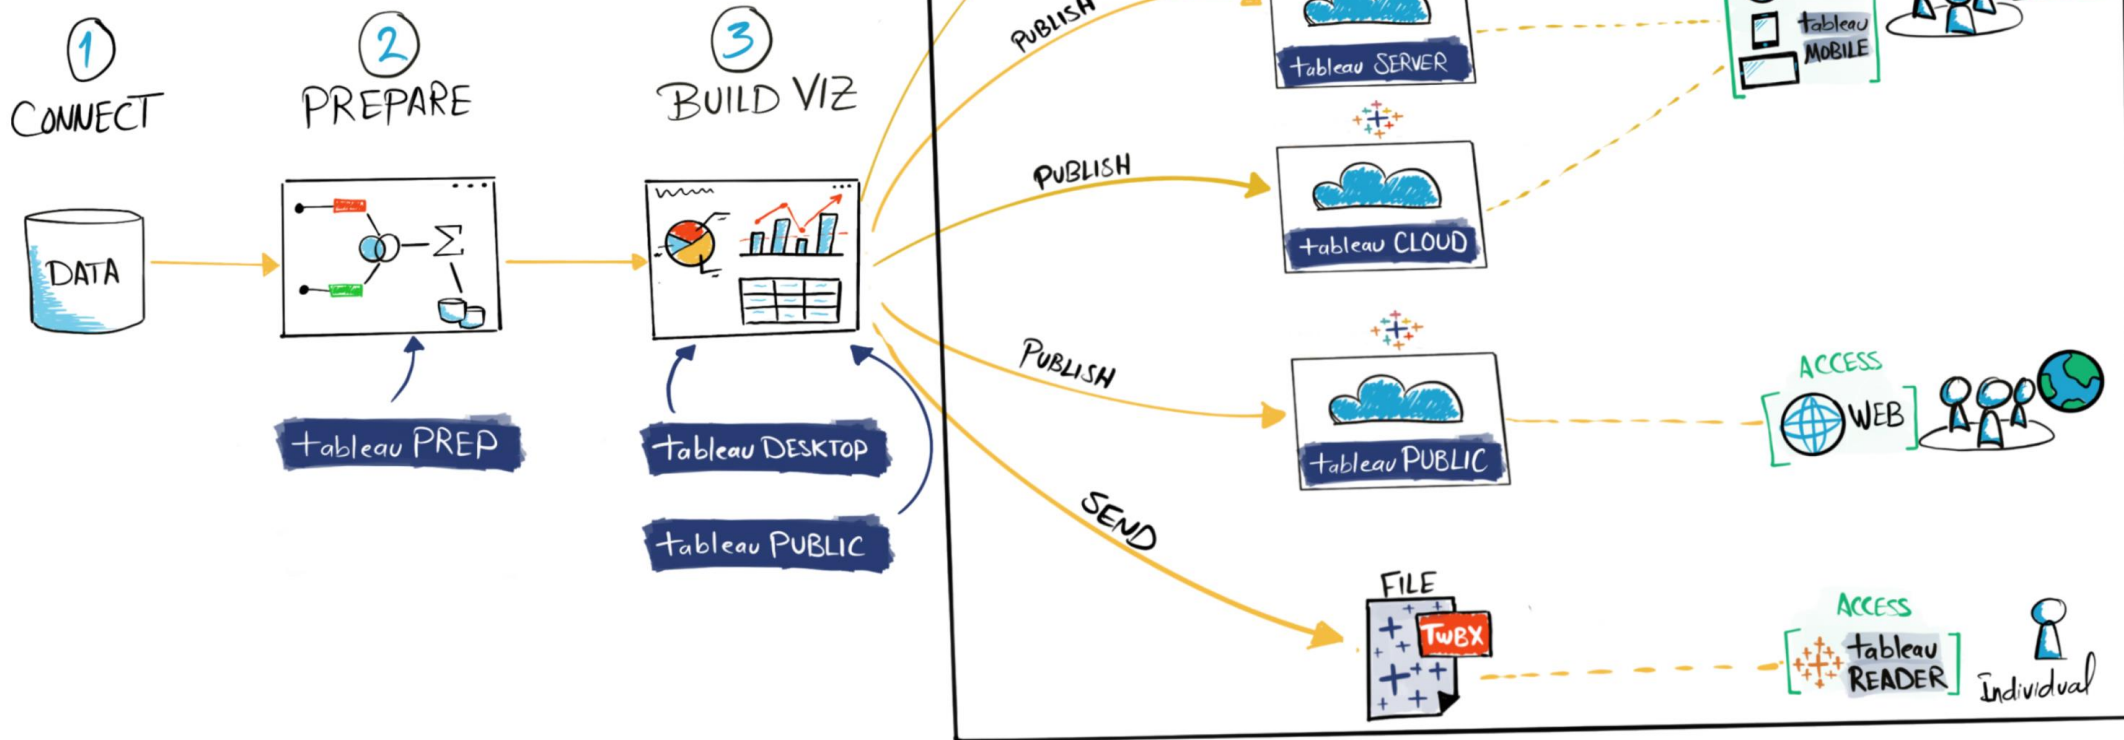 1
CONNECT
DATA
2
PREPARE
tableau PREP
3
BUILD VIZ
tableau DESKTOP
tableau PUBLIC
PUBLISH
tableau SERVER
tableau
MOBILE
PUBLISH
tableau CLOUD
PUBLISH
tableau PUBLIC
ACCESS
WEB
SEND
FILE
TWBX
ACCESS
tableau
READER
Individual